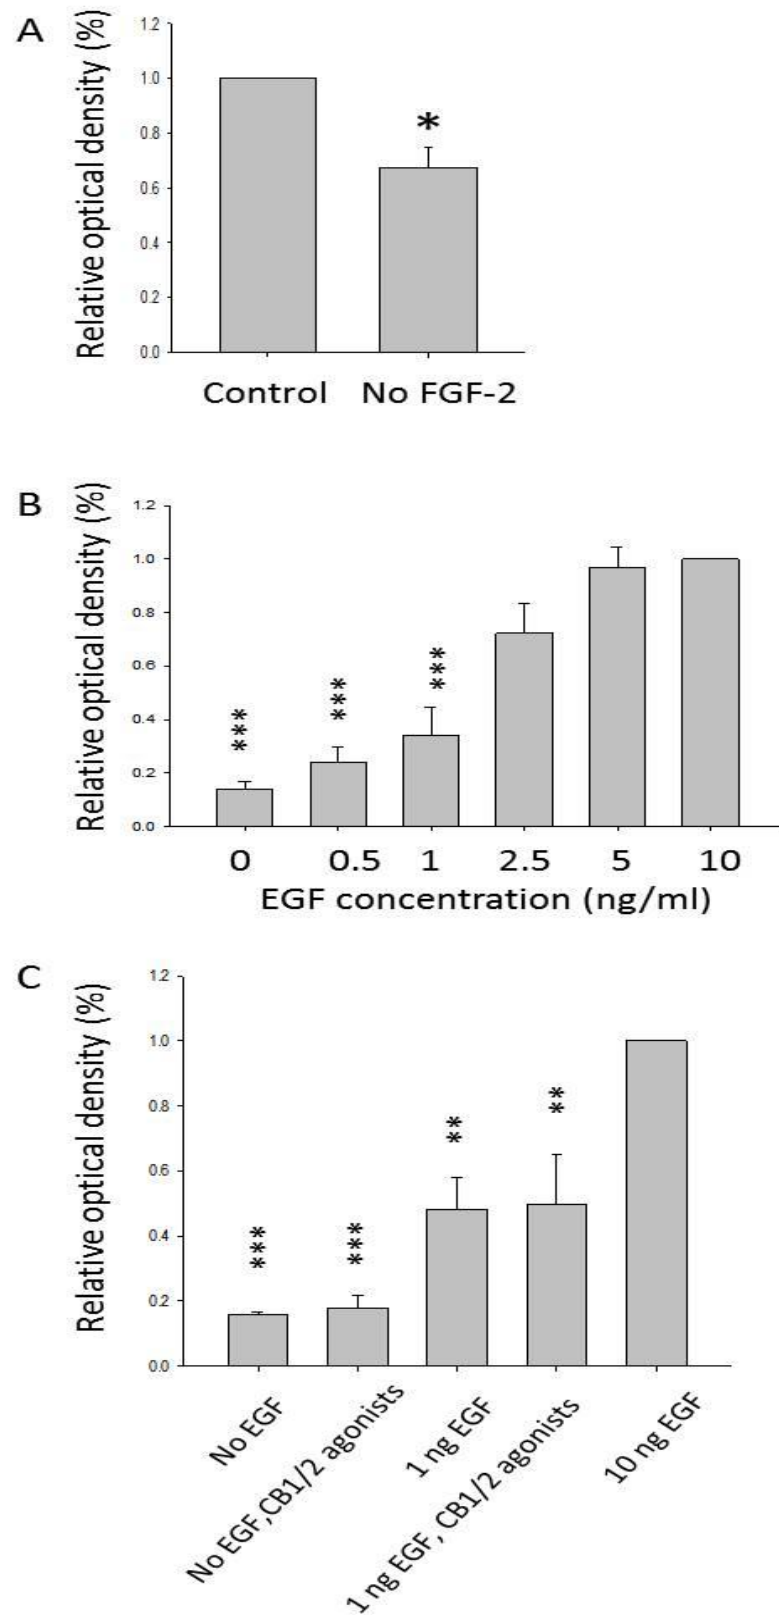 A
Relative optical density (%)
1.2
1.0
0.8
0.6
0.4
0.2
0.0
*
Control No FGF-2
B
Relative optical density (%)
1.2
1.0
0.8
0.6
0.4
0.2
0.0
***
***
***
0 0.5 1 2.5 5 10
EGF concentration (ng/ml)
C
Relative optical density (%)
1.2
1.0
0.8
0.6
0.4
0.2
0.0
***
***
**
**
No EGF
No EGF,CB1/2 agonists
1 ng EGF
1 ng EGF, CB1/2 agonists
10 ng EGF